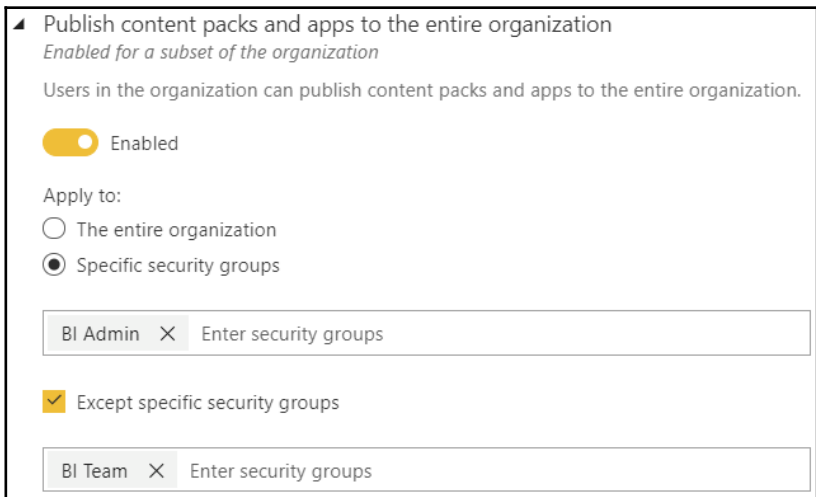 Publish content packs and apps to the entire organization
Enabled for a subset of the organization
Users in the organization can publish content packs and apps to the entire organization.
Enabled
Apply to:
The entire organization
Specific security groups
BI Admin Enter security groups
Except specific security groups
BI Team Enter security groups